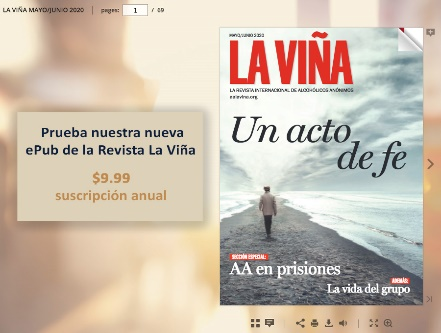 LA VIÑA MAYO/JUNIO 2020 pages: 1 / 69
Prueba nuestra nueva
ePub de la Revista La Viña
$9.99
suscripción anual
MAYO/JUNIO 2020
LA VIÑA
LA REVISTA INTERNACIONAL DE ALCOHÓLICOS ANÓNIMOS
aalavina.org
Un acto
de fe
SECCIÓN ESPECIAL:
AA en prisiones
ADEMÁS:
La vida del grupo